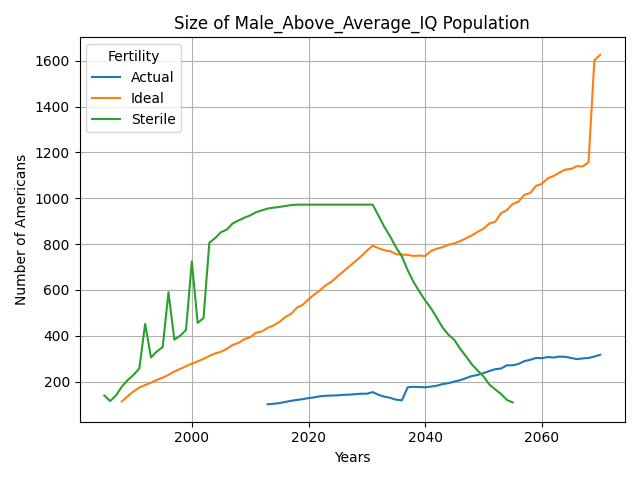 Size of Male_Above_Average_IQ Population
Fertility
Actual
Ideal
Sterile
Number of Americans
1600
1400
1200
1000
800
600
400
200
2000
2020
2040
2060
Years